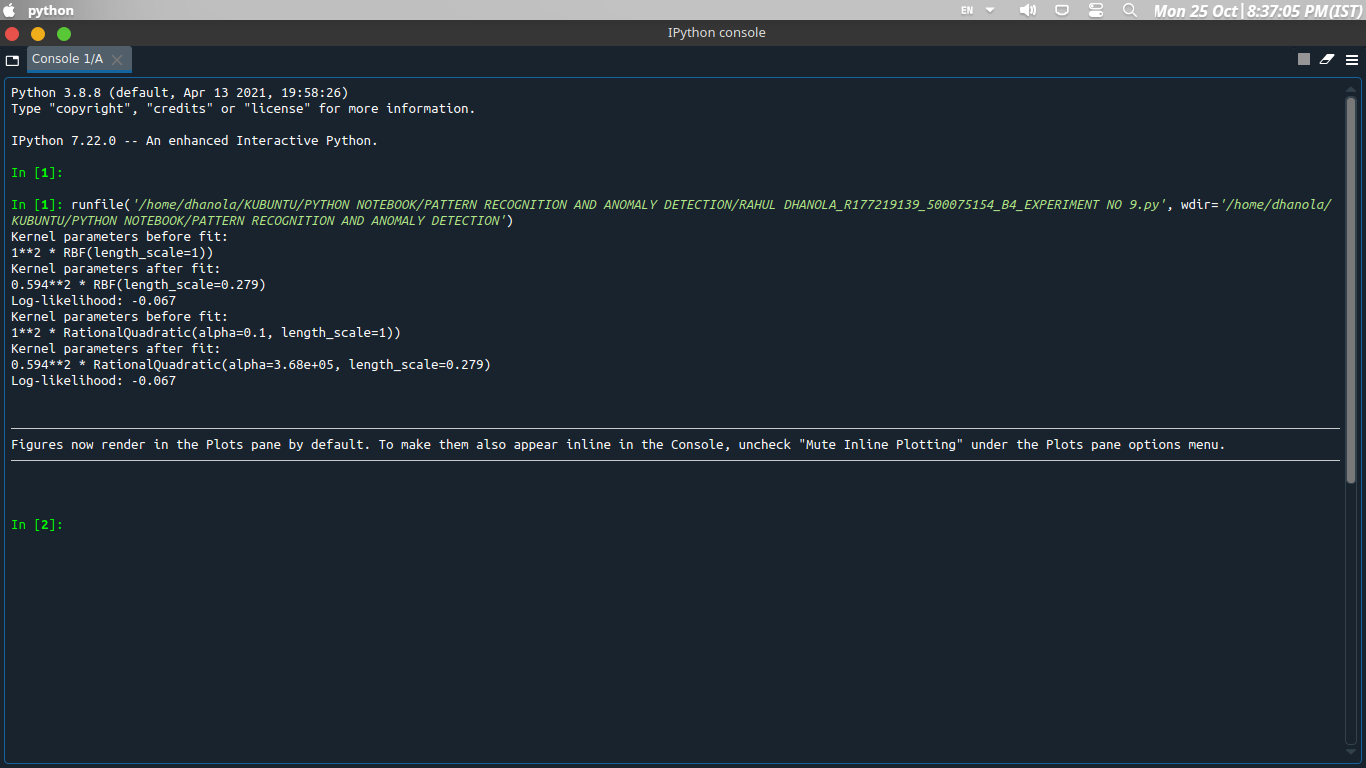 python
EN
Mon 25 Oct|8:37:05 PM(IST)
IPython console
Console 1/A
Python 3.8.8 (default, Apr 13 2021, 19:58:26)
Type "copyright", "credits" or "license" for more information.
IPython 7.22.0 -- An enhanced Interactive Python.
In [1]:
In [1]: runfile('/home/dhanola/KUBUNTU/PYTHON NOTEBOOK/PATTERN RECOGNITION AND ANOMALY DETECTION/RAHUL DHANOLA_R177219139_500075154_B4_EXPERIMENT NO 9.py', wdir='/home/dhanola/
KUBUNTU/PYTHON NOTEBOOK/PATTERN RECOGNITION AND ANOMALY DETECTION')
Kernel parameters before fit:
1**2 * RBF(length_scale=1))
Kernel parameters after fit:
0.594**2 * RBF(length_scale=0.279)
Log-likelihood: -0.067
Kernel parameters before fit:
1**2 * RationalQuadratic(alpha=0.1, length_scale=1))
Kernel parameters after fit:
0.594**2 * RationalQuadratic(alpha=3.68e+05, length_scale=0.279)
Log-likelihood: -0.067
Figures now render in the Plots pane by default. To make them also appear inline in the Console, uncheck "Mute Inline Plotting" under the Plots pane options menu.
In [2]: